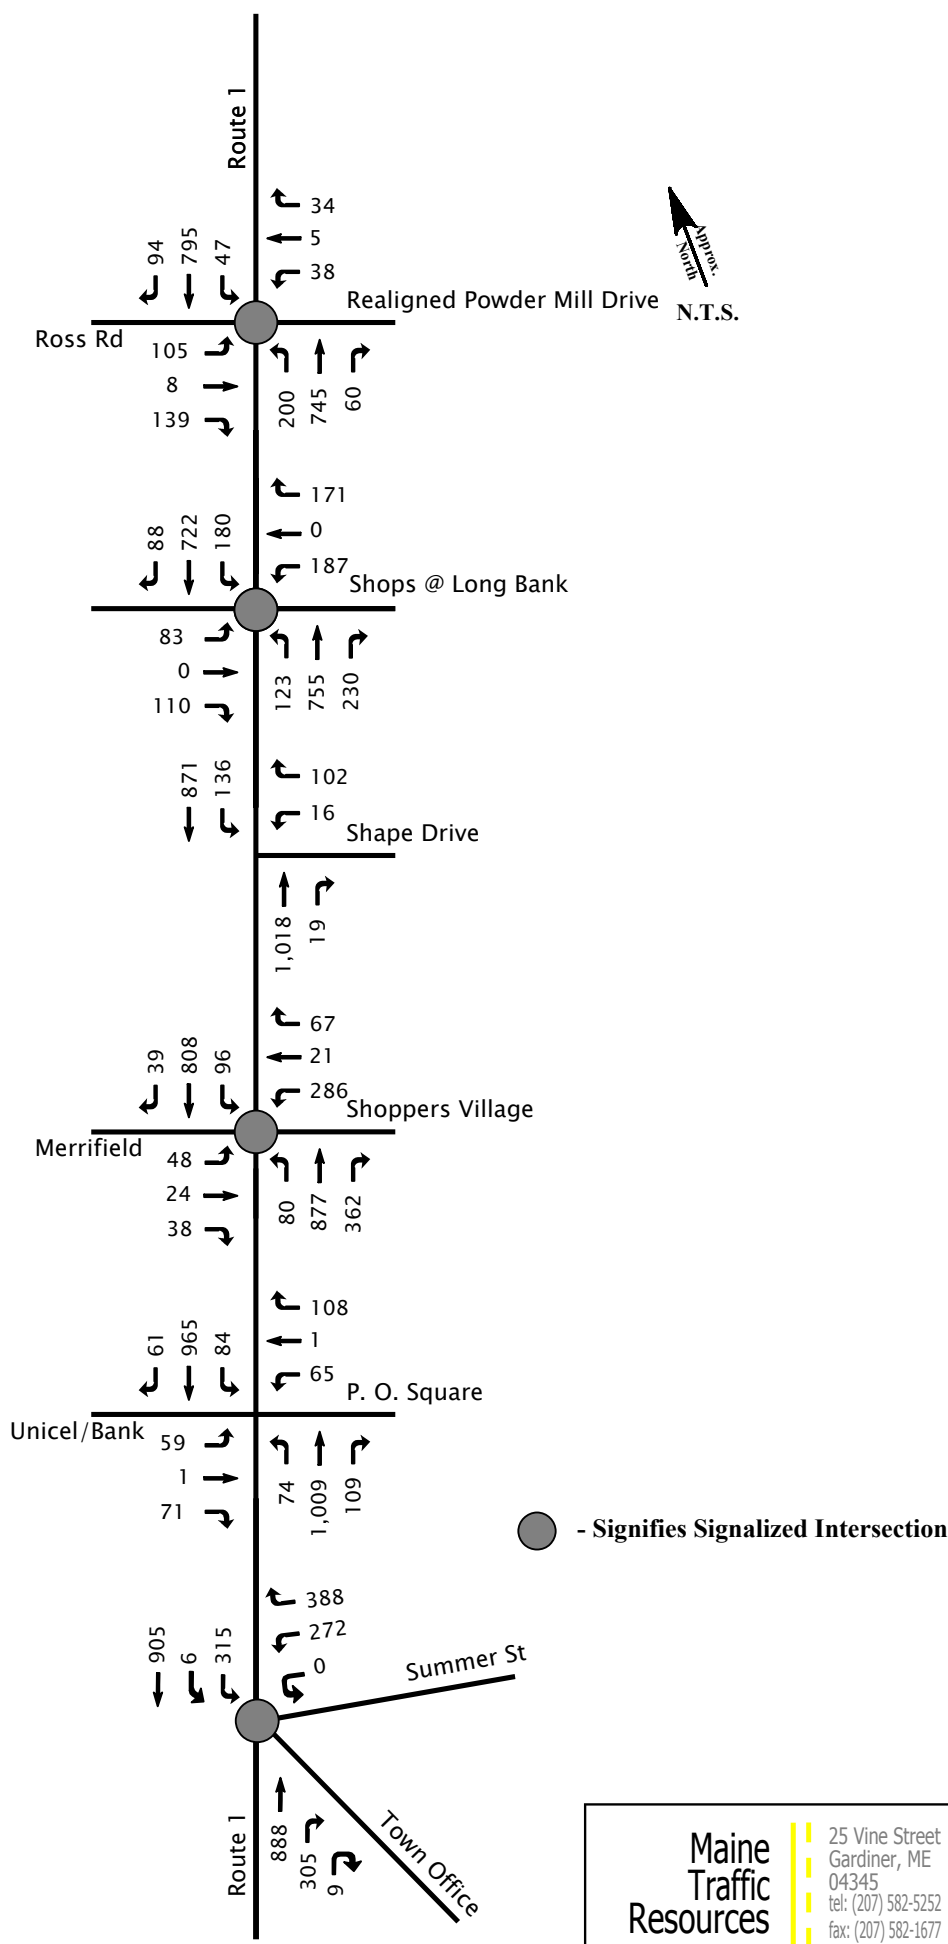 Route 1
34
5
38
94
795
47
Approx.
North
N.T.S.
Realigned Powder Mill Drive
Ross Rd
105
8
139
200
745
60
171
0
187
88
722
180
Shops @ Long Bank
83
0
110
123
755
230
871
136
102
16
Shape Drive
1,018
19
67
21
286
39
808
96
Shoppers Village
Merrifield
48
24
38
80
877
362
108
1
65
61
965
84
P. O. Square
Unicel/Bank
59
1
71
74
1,009
109
- Signifies Signalized Intersection
388
272
0
905
6
315
Summer St
Town Office
Route 1
888
305
9
Maine
Traffic
Resources
25 Vine Street
Gardiner, ME
04345
tel: (207) 582-5252
fax: (207) 582-1677